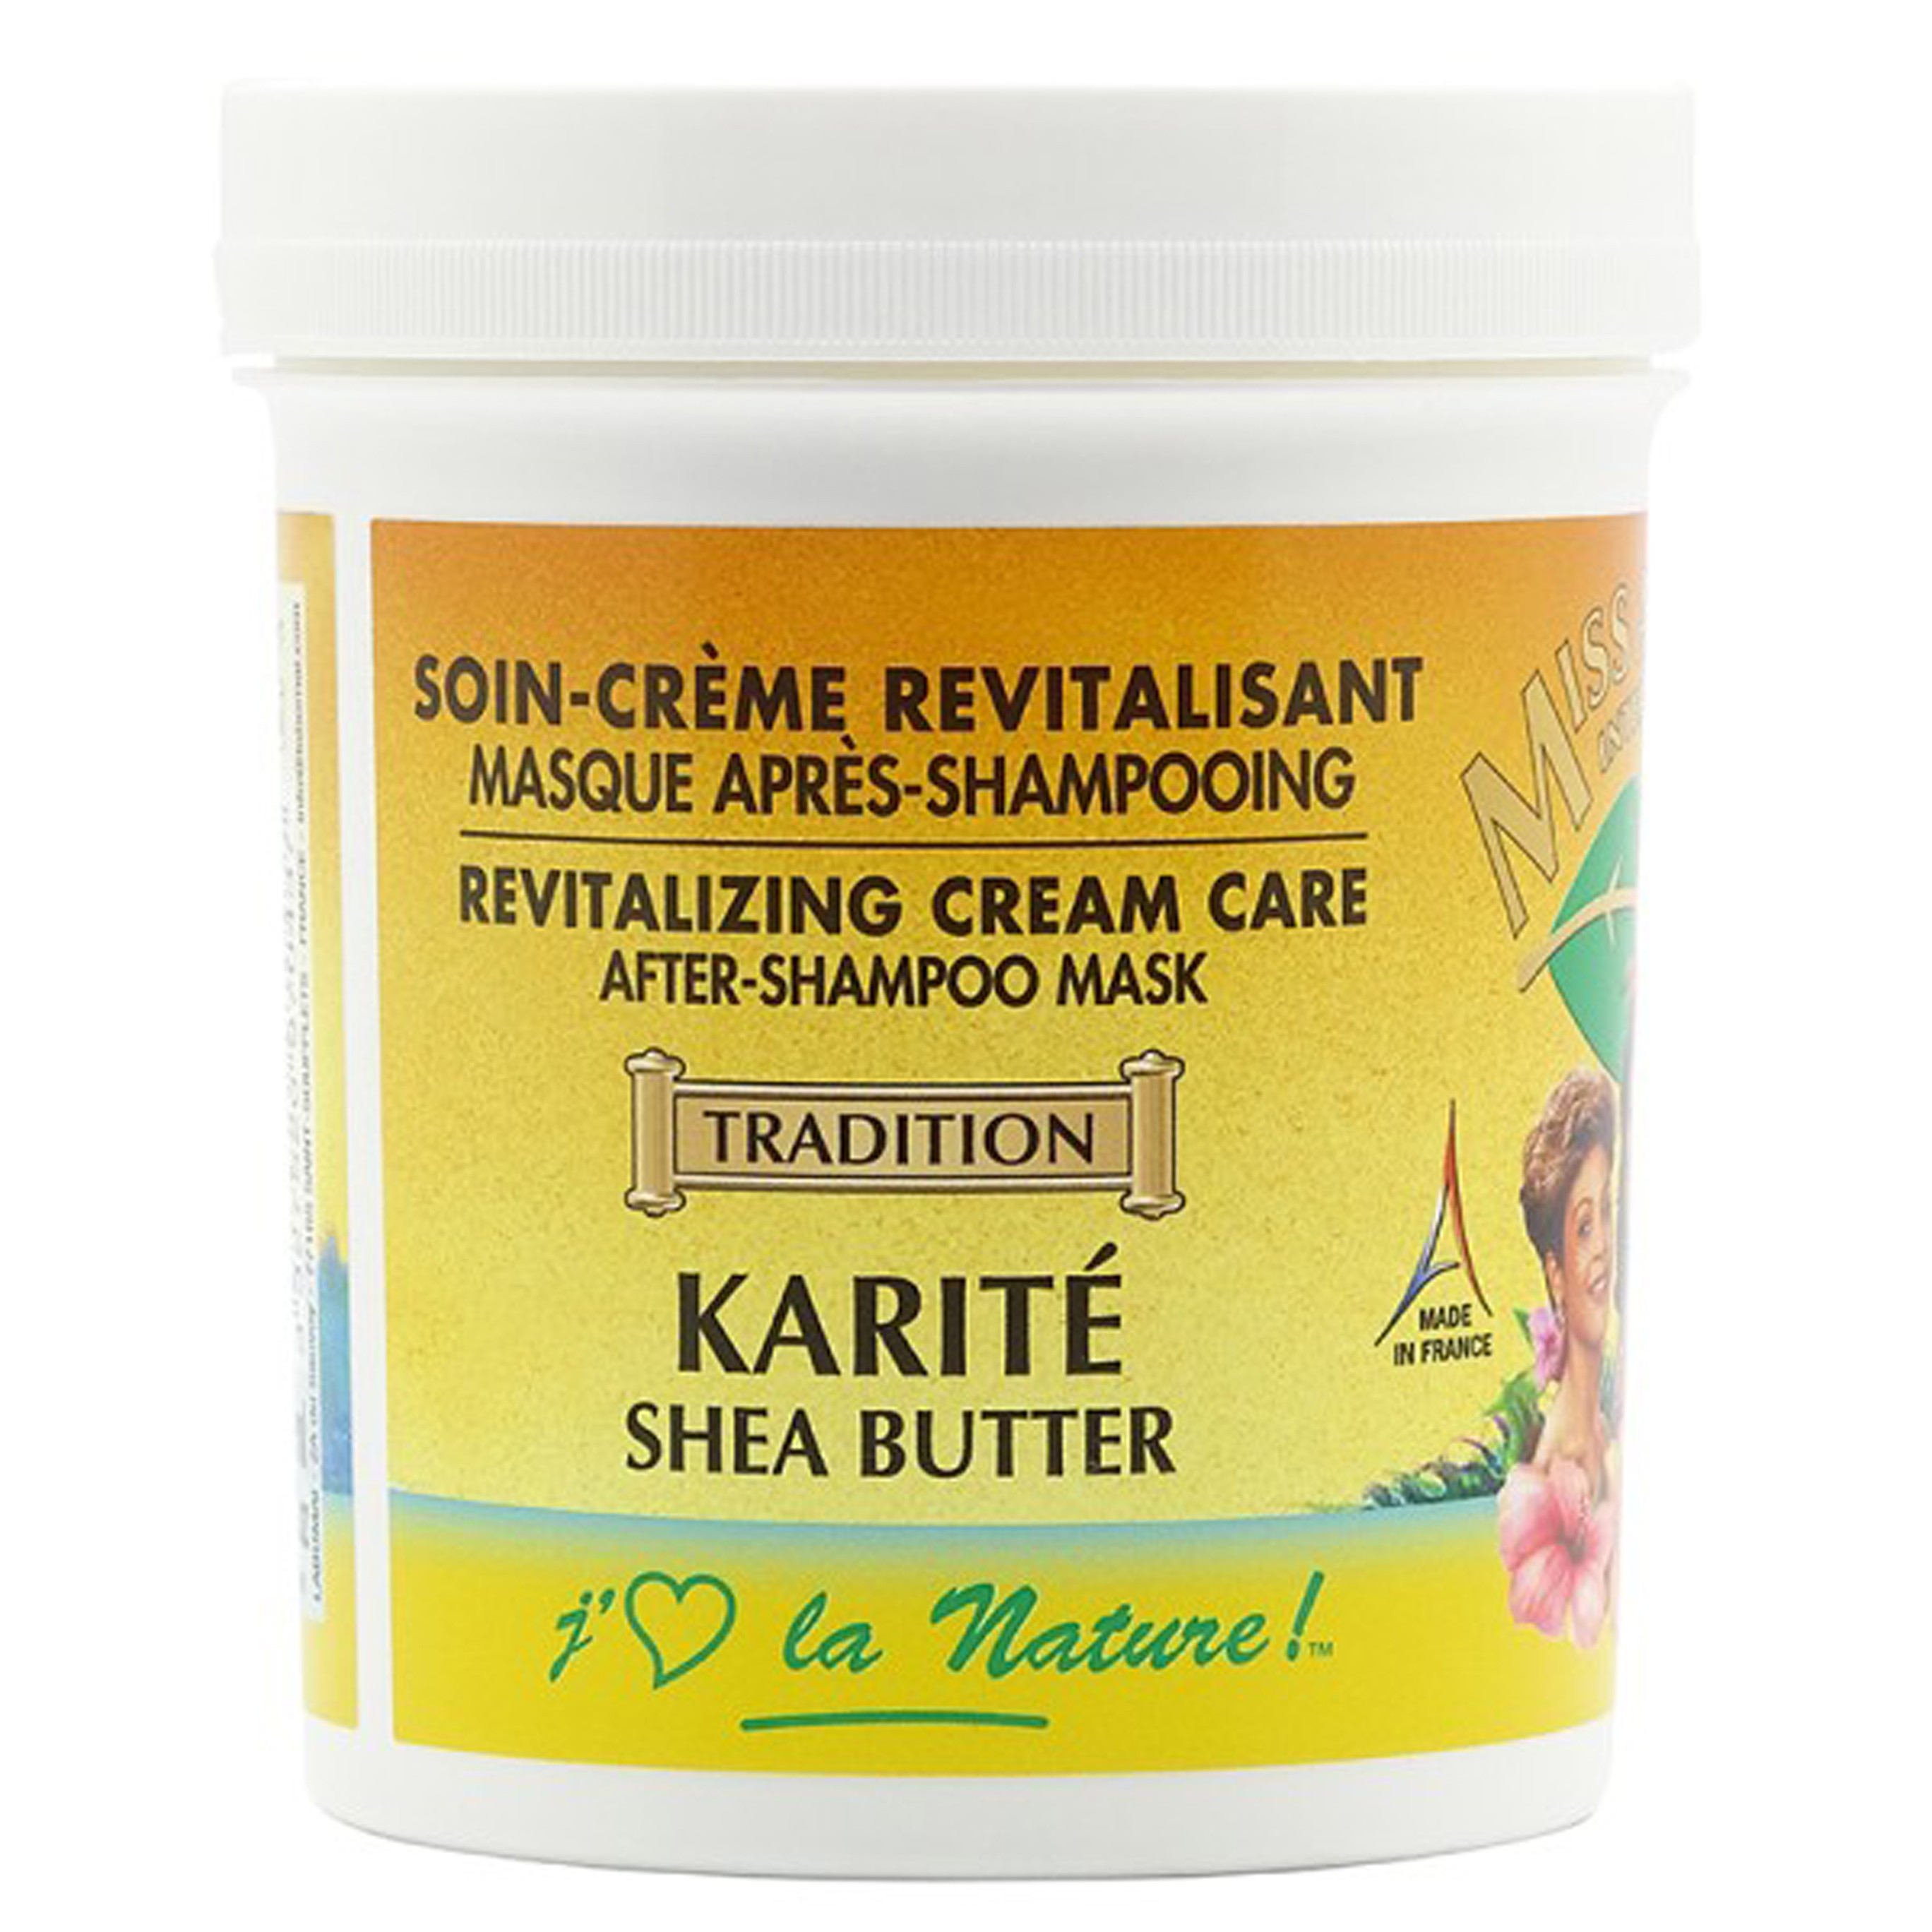 SOIN-CRÈME REVITALISANT
MASQUE APRÈS-SHAMPOOING
REVITALIZING CREAM CARE
AFTER-SHAMPOO MASK
TRADITION
KARITÉ
SHEA BUTTER
MISS
MADE
IN FRANCE
j'♡ la Nature!™